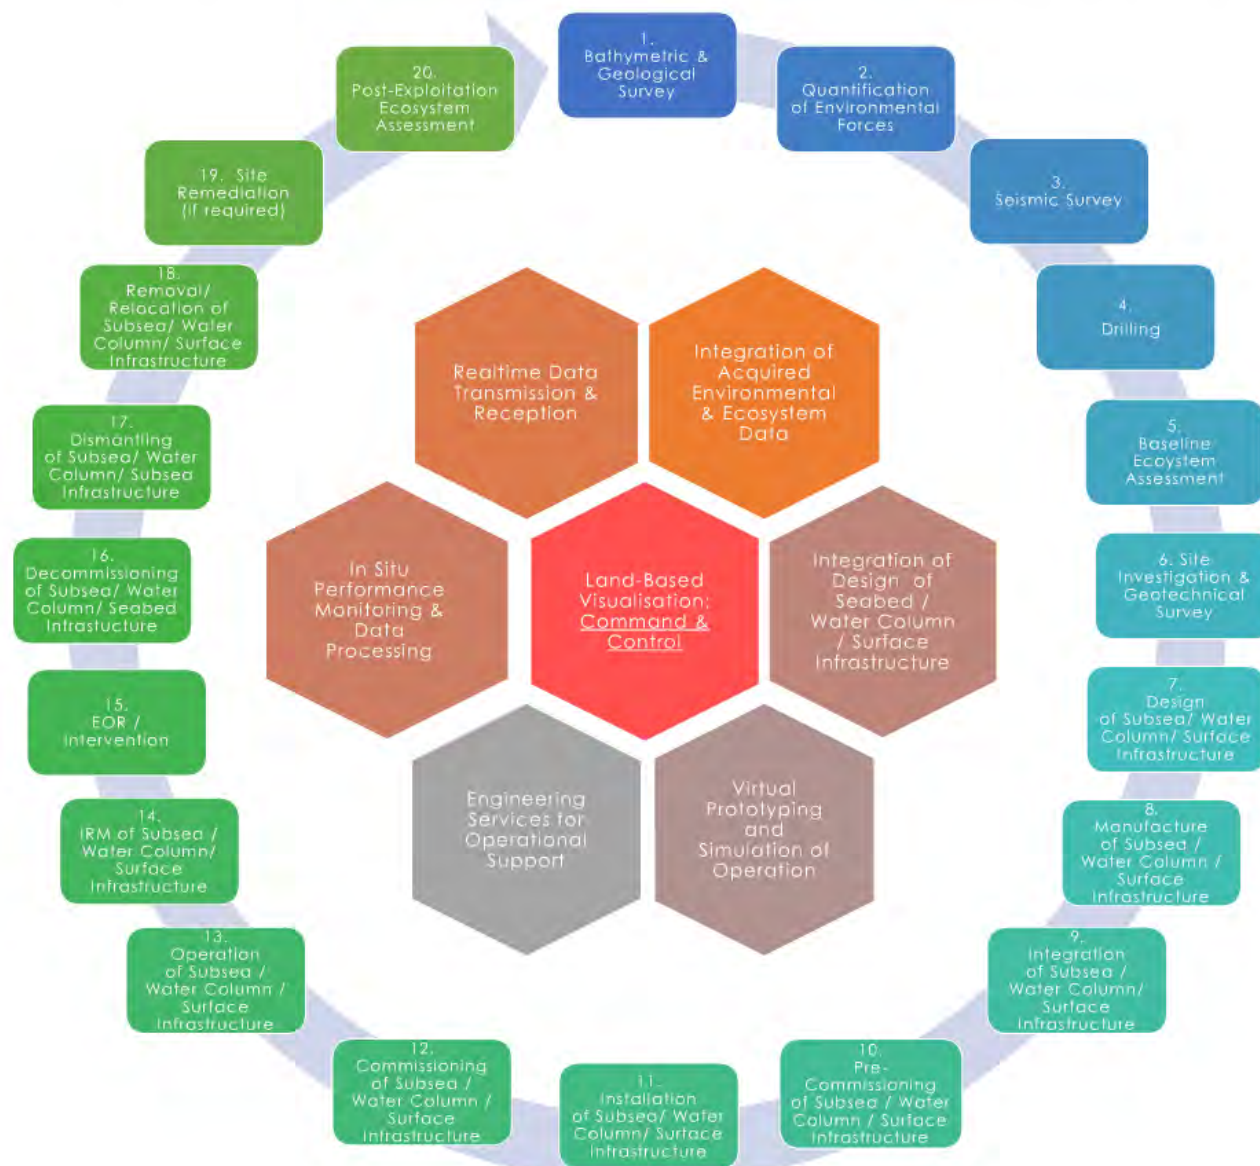 1.
Bathymetric &
Geological
Survey
2.
Quantification
of Environmental
Forces
3.
Seismic Survey
4.
Drilling
5.
Baseline
Ecosystem
Assessment
6. Site
Investigation &
Geotechnical
Survey
7.
Design
of Subsea/ Water
Column/ Surface
Infrastructure
8.
Manufacture
of Subsea /
Water Column /
Surface
Infrastructure
9.
Integration
of Subsea /
Water Column/
Surface
Infrastructure
10.
Pre-
Commissioning
of Subsea / Water
Column / Surface
Infrastructure
11.
Installation
of Subsea/ Water
Column/ Surface
Infrastructure
12.
Commissioning
of Subsea /
Water Column /
Surface
Infrastructure
13.
Operation
of Subsea /
Water Column /
Surface
Infrastructure
14.
IRM of Subsea /
Water Column/
Surface
Infrastructure
15.
EOR /
Intervention
16.
Decommissioning
of Subsea/ Water
Column/ Seabed
Infrastucture
17.
Dismantling
of Subsea/ Water
Column/ Subsea
Infrastructure
18.
Removal/
Relocation of
Subsea/ Water
Column/ Surface
Infrastructure
19. Site
Remediation
(if required)
20.
Post-Exploitation
Ecosystem
Assessment
Realtime Data
Transmission &
Reception
Integration of
Acquired
Environmental
& Ecosystem
Data
In Situ
Performance
Monitoring &
Data
Processing
Land-Based
Visualisation;
Command &
Control
Integration of
Design of
Seabed /
Water Column
/ Surface
Infrastructure
Engineering
Services for
Operational
Support
Virtual
Prototyping
and
Simulation of
Operation